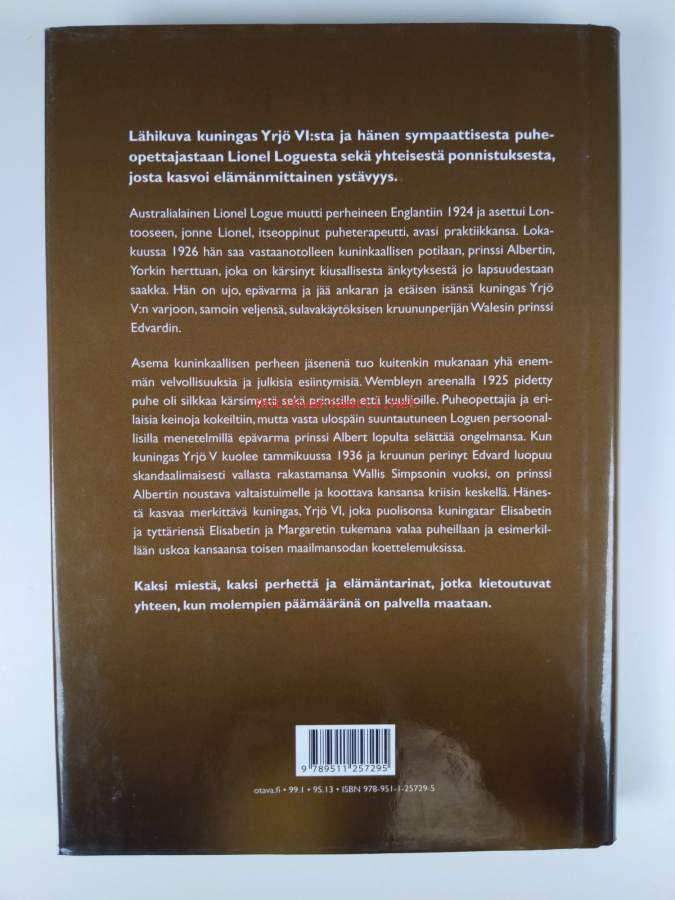 Lähikuva kuningas Yrjö VI:sta ja hänen sympaattisesta puhe-
opettajastaan Lionel Loguesta sekä yhteisestä ponnistuksesta,
josta kasvoi elämänmittainen ystävyys.
Australialainen Lionel Logue muutti perheineen Englantiin 1924 ja asettui Lon-
tooseen, jonne Lionel, itseoppinut puheterapeutti, avasi praktiikkansa. Loka-
kuussa 1926 hän saa vastaanotolleen kuninkaallisen potilaan, prinssi Albertin,
Yorkin herttuan, joka on kärsinyt kiusallisesta änkytyksestä jo lapsuudestaan
saakka. Hän on ujo, epävarma ja jää ankaran ja etäisen isänsä kuningas Yrjö
V:n varjoon, samoin veljensä, sulavakäytöksisen kruununperijän Walesin prinssi
Edvardin.
Asema kuninkaallisen perheen jäsenenä tuo kuitenkin mukanaan yhä enem-
män velvollisuuksia ja julkisia esiintymisiä. Wembleyn areenalla 1925 pidetty
puhe oli silkkaa kärsimystä sekä prinssille että kuulijoille. Puheopettajia ja eri-
laisia keinoja kokeiltiin, mutta vasta ulospäin suuntautuneen Loguen persoonal-
lisilla menetelmillä epävarma prinssi Albert lopulta selättää ongelmansa. Kun
kuningas Yrjö V kuolee tammikuussa 1936 ja kruunun perinyt Edvard luopuu
skandaalimaisesti vallasta rakastamansa Wallis Simpsonin vuoksi, on prinssi
Albertin noustava valtaistuimelle ja koottava kansansa kriisin keskellä. Hänes-
tä kasvaa merkittävä kuningas, Yrjö VI, joka puolisonsa kuningatar Elisabetin
ja tyttäriensä Elisabetin ja Margaretin tukemana valaa puheillaan ja esimerkil-
lään uskoa kansaansa toisen maailmansodan koettelemuksissa.
Kaksi miestä, kaksi perhettä ja elämäntarinat, jotka kietoutuvat
yhteen, kun molempien päämääränä on palvella maataan.
9 789511 257295
otava.fi • 99.1 • 95.13 • ISBN 978-951-1-25729-5